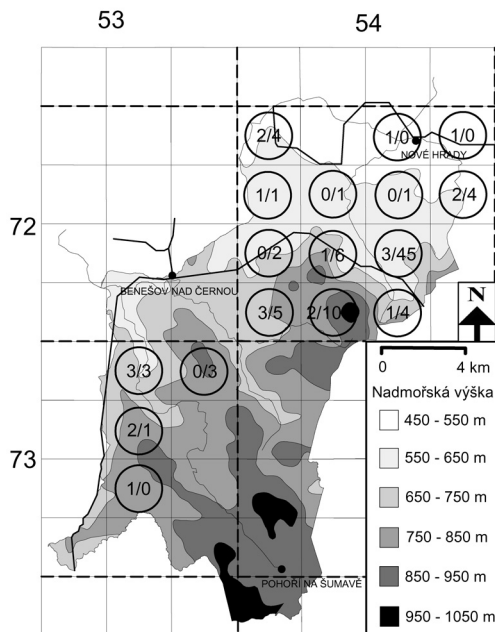 53 54
2/4 1/0 1/0
NOVÉ HRADY
1/1 0/1 0/1 2/4
72
0/2 1/6 3/45
BENEŠOV NAD ČERNOU
3/5 2/10 1/4
N
0 4 km
3/3 0/3
Nadmořská výška
450 - 550 m
2/1
550 - 650 m
73
1/0
650 - 750 m
750 - 850 m
850 - 950 m
POHOŘÍ NA ŠUMAVĚ
950 - 1050 m